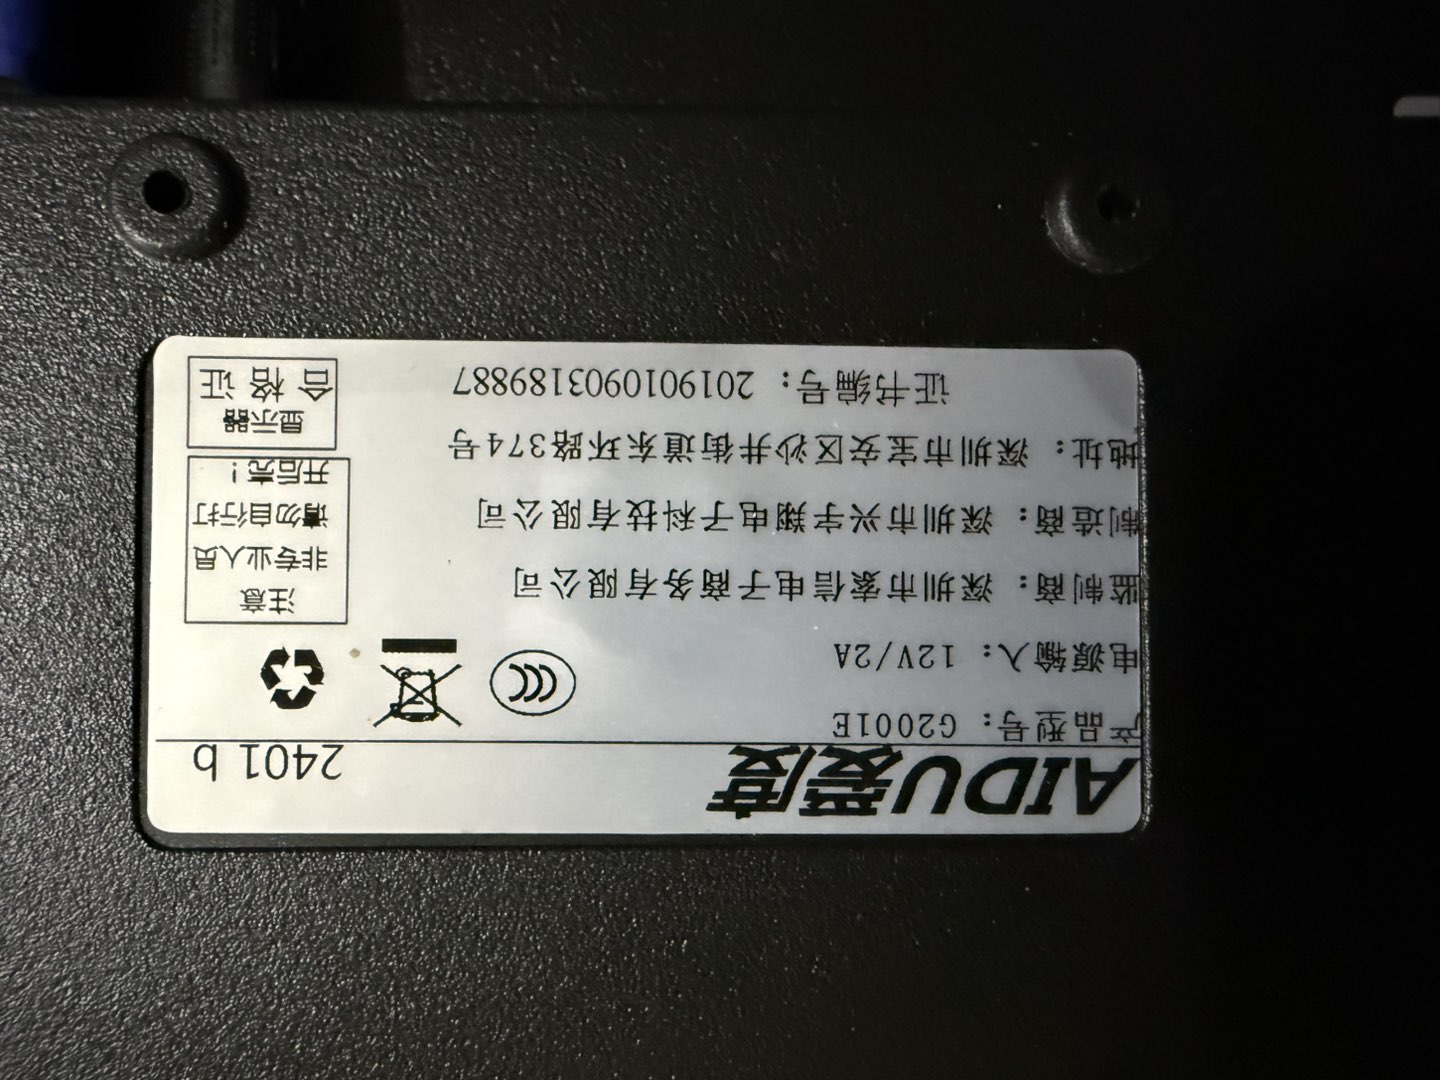 AIDU爱度
2401 b
产品型号：G2001E
电源输入：12V/2A
监制商：深圳市索信电子商务有限公司
制造商：深圳市兴宇翔电子科技有限公司
地址：深圳市宝安区沙井街道东环路374号
证书编号：2019010903189887
注意
非专业人员
请勿自行打
开后壳！
显示器
合格证